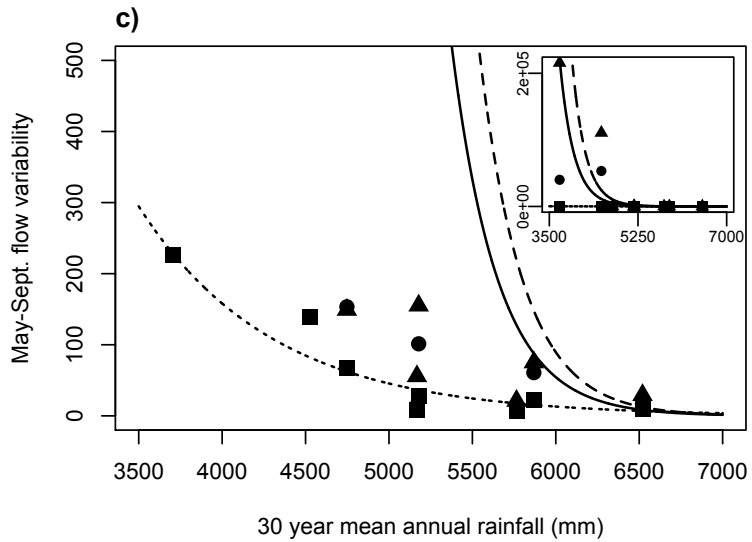 c)
500
400
300
200
100
0
May-Sept. flow variability
3500 4000 4500 5000 5500 6000 6500 7000
30 year mean annual rainfall (mm)
2e+05
0e+00
3500 5250 7000